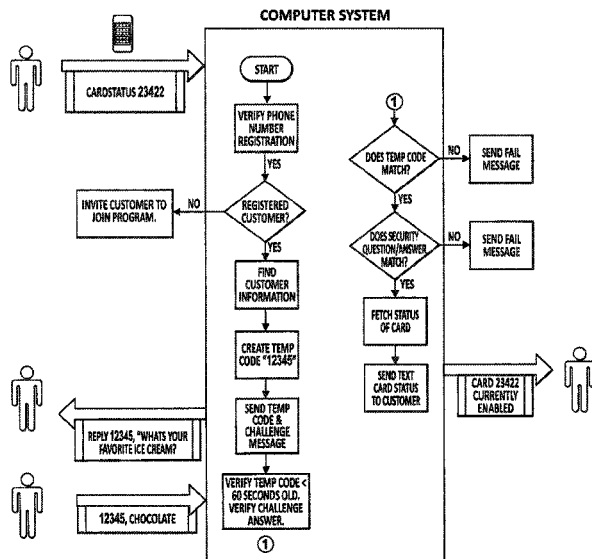 COMPUTER SYSTEM
CARDSTATUS 23422
START
VERIFY PHONE
NUMBER
REGISTRATION
YES
REGISTERED
CUSTOMER?
NO
INVITE CUSTOMER TO
JOIN PROGRAM.
YES
FIND
CUSTOMER
INFORMATION
CREATE TEMP
CODE "12345"
SEND TEMP
CODE &
CHALLENGE
MESSAGE
REPLY 12345, "WHATS YOUR
FAVORITE ICE CREAM?
12345, CHOCOLATE
VERIFY TEMP CODE <
60 SECONDS OLD.
VERIFY CHALLENGE
ANSWER.
1
1
DOES TEMP CODE
MATCH?
NO
SEND FAIL
MESSAGE
YES
DOES SECURITY
QUESTION/ANSWER
MATCH?
NO
SEND FAIL
MESSAGE
YES
FETCH STATUS
OF CARD
SEND TEXT
CARD STATUS
TO CUSTOMER
CARD 23422
CURRENTLY
ENABLED